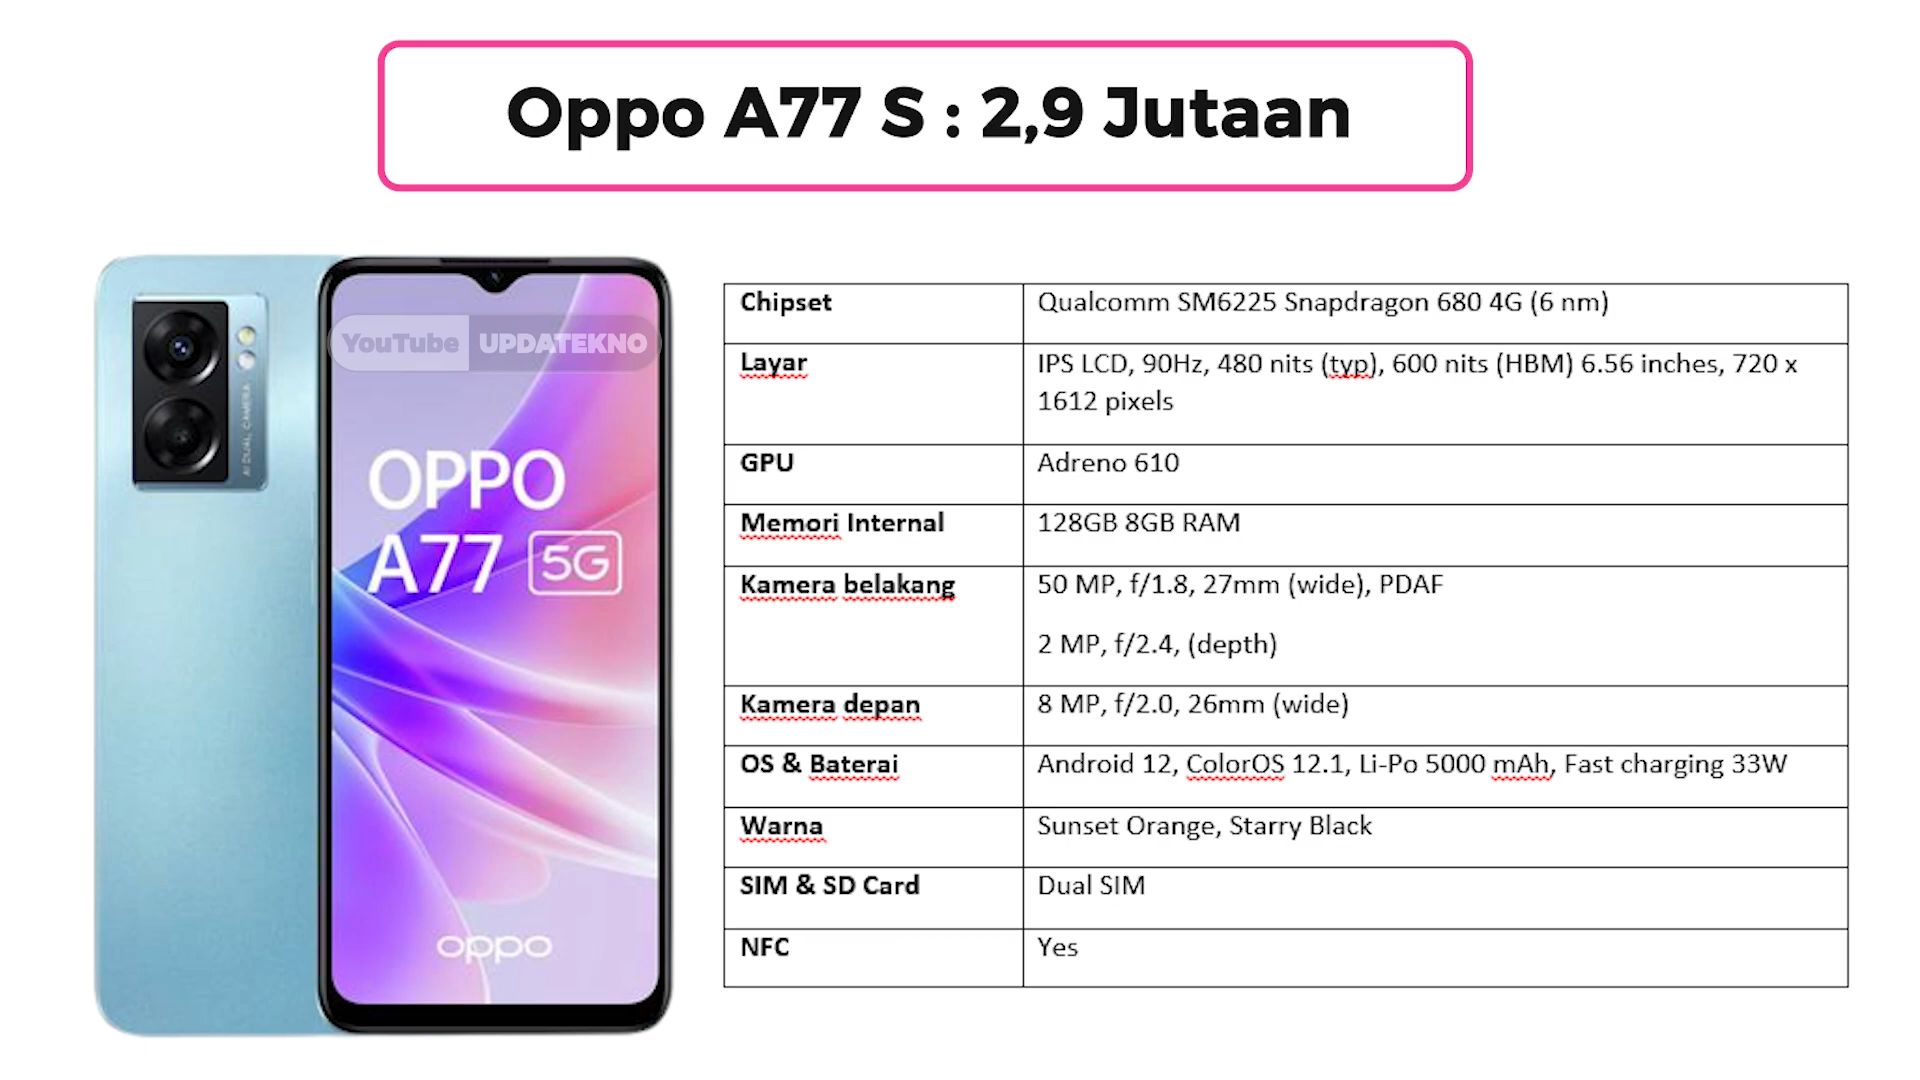 Oppo A77 S : 2,9 Jutaan
YouTube UPDATEKNO
AI DUAL CAMERA
OPPO
A77 5G
oppo
Chipset Qualcomm SM6225 Snapdragon 680 4G (6 nm)
Layar IPS LCD, 90Hz, 480 nits (typ), 600 nits (HBM) 6.56 inches, 720 x
1612 pixels
GPU Adreno 610
Memori Internal 128GB 8GB RAM
Kamera belakang 50 MP, f/1.8, 27mm (wide), PDAF
2 MP, f/2.4, (depth)
Kamera depan 8 MP, f/2.0, 26mm (wide)
OS & Baterai Android 12, ColorOS 12.1, Li-Po 5000 mAh, Fast charging 33W
Warna Sunset Orange, Starry Black
SIM & SD Card Dual SIM
NFC Yes